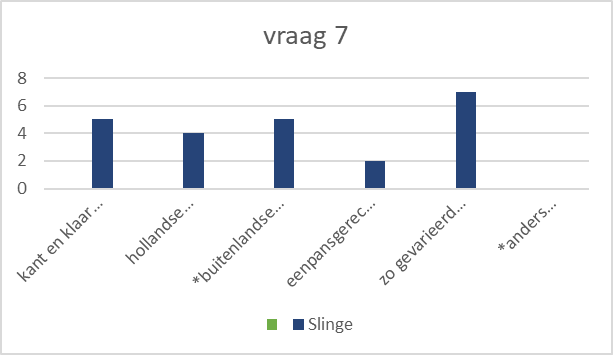 vraag 7
8
6
4
2
0
kant en klaar...
hollandse...
*buitenlandse...
eenpansgerec...
zo gevarieerd...
*anders...
Slinge